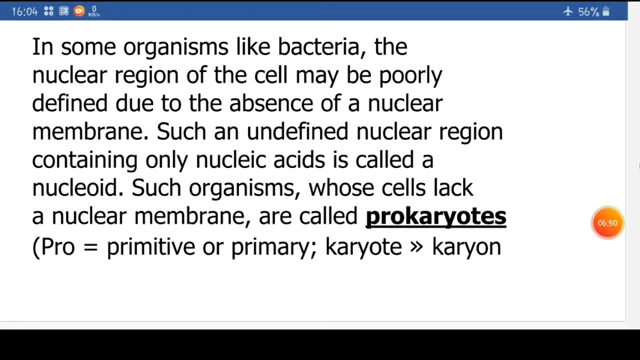 16:04 0 KB/s 56%
In some organisms like bacteria, the
nuclear region of the cell may be poorly
defined due to the absence of a nuclear
membrane. Such an undefined nuclear region
containing only nucleic acids is called a
nucleoid. Such organisms, whose cells lack
a nuclear membrane, are called prokaryotes
06:50
(Pro = primitive or primary; karyote » karyon